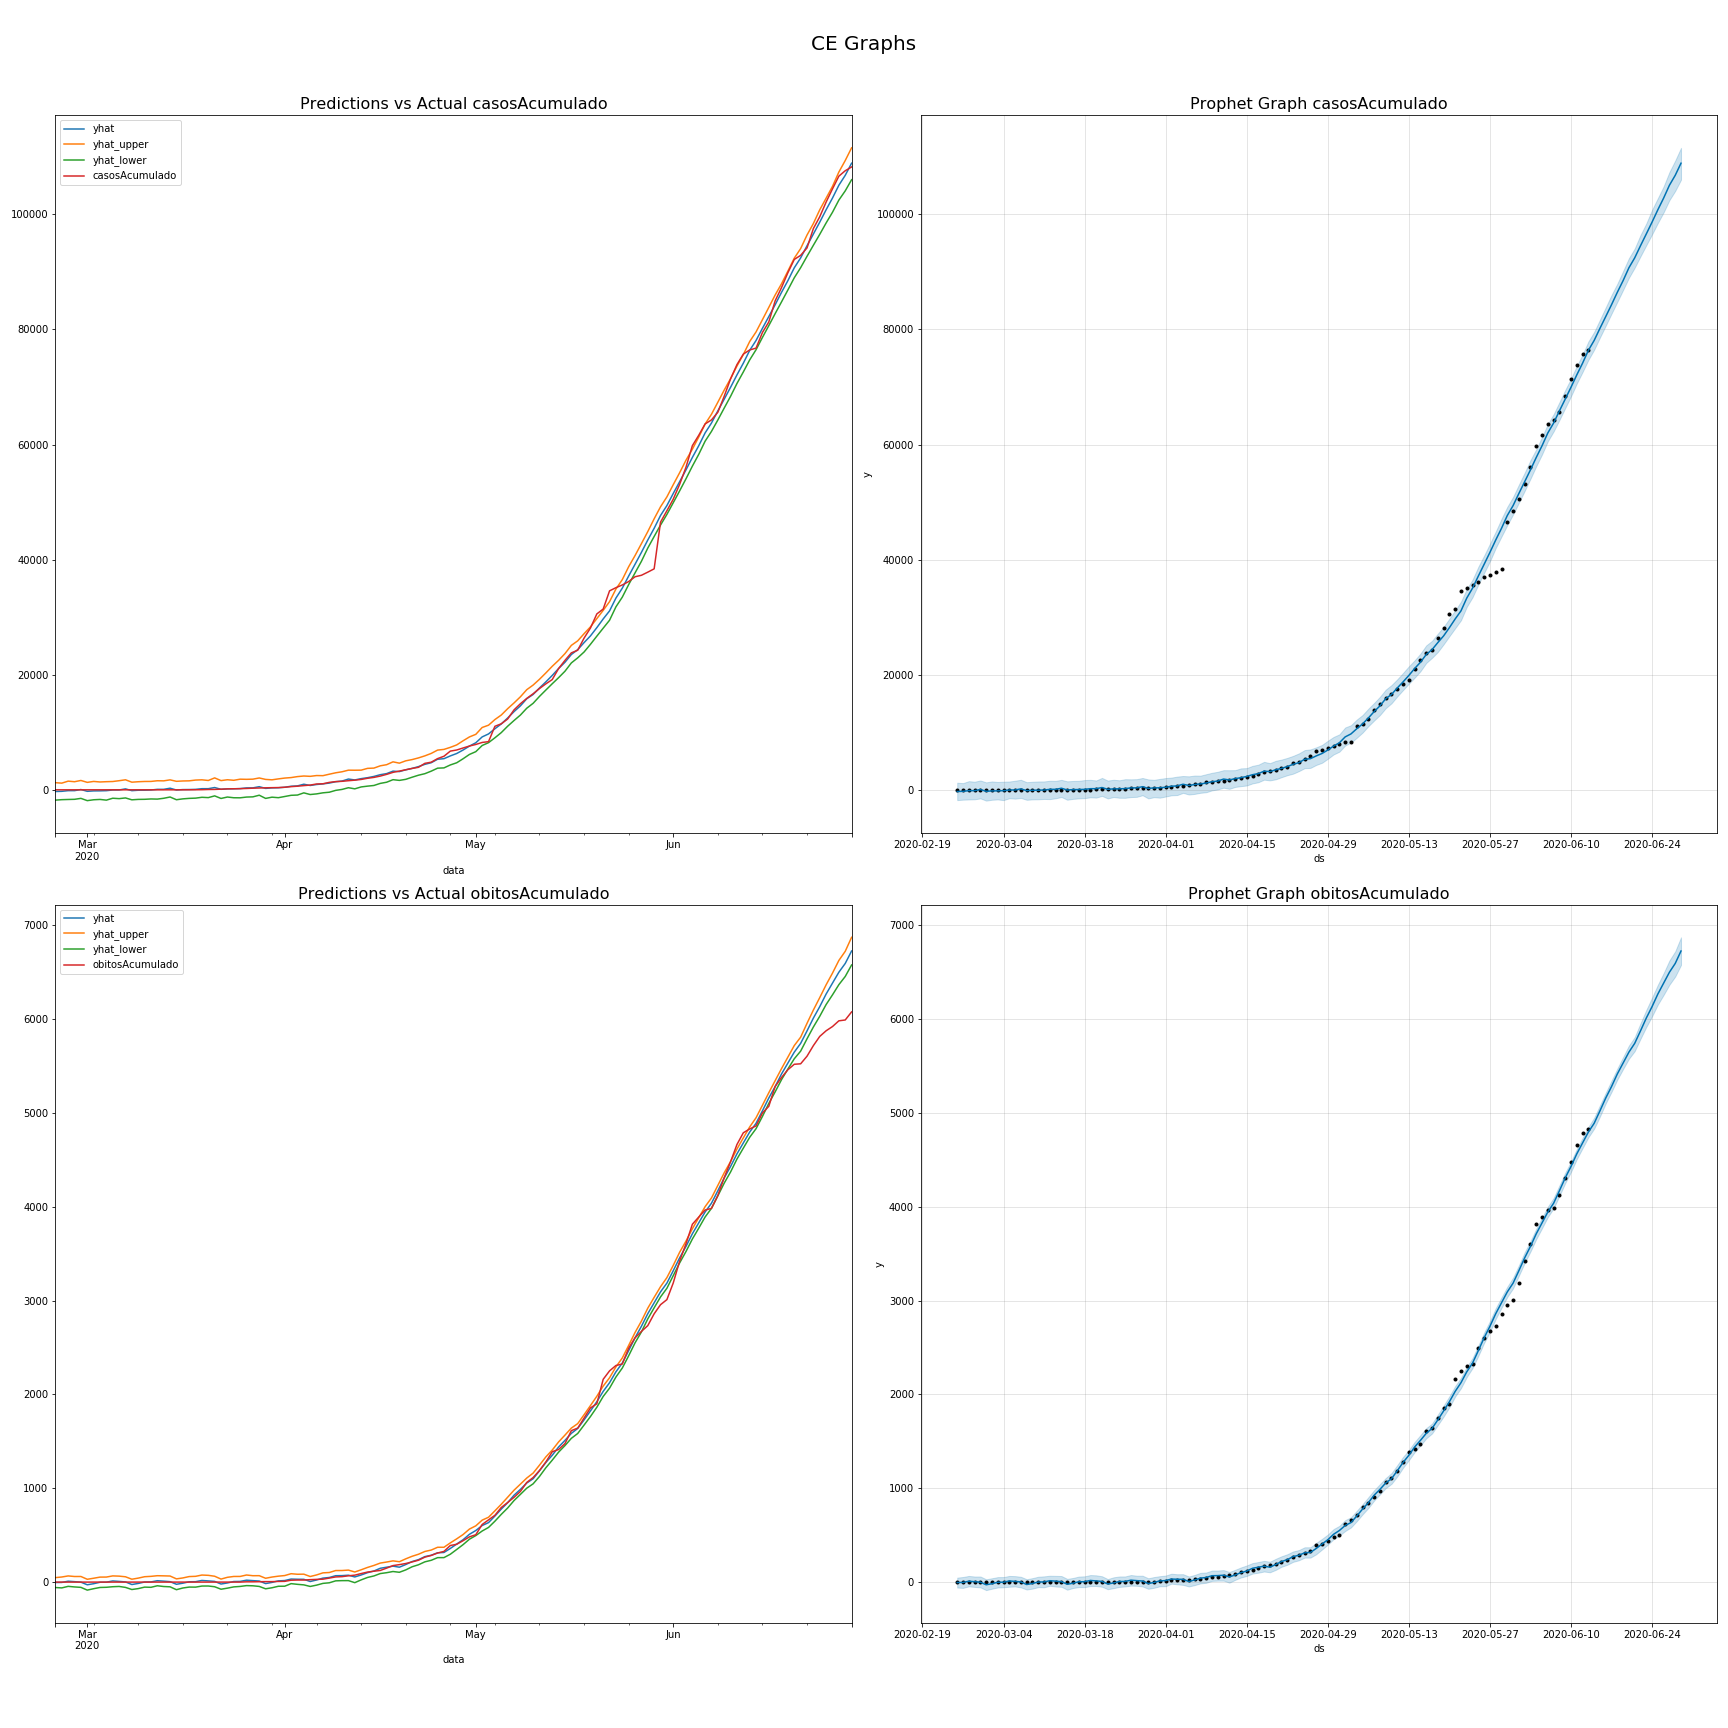 CE Graphs
Predictions vs Actual casosAcumulado
yhat
yhat_upper
yhat_lower
casosAcumulado
100000
80000
60000
40000
20000
0
Mar
2020
Apr
May
Jun
data
Prophet Graph casosAcumulado
y
100000
80000
60000
40000
20000
0
2020-02-19
2020-03-04
2020-03-18
2020-04-01
2020-04-15
2020-04-29
2020-05-13
2020-05-27
2020-06-10
2020-06-24
ds
Predictions vs Actual obitosAcumulado
yhat
yhat_upper
yhat_lower
obitosAcumulado
7000
6000
5000
4000
3000
2000
1000
0
Mar
2020
Apr
May
Jun
data
Prophet Graph obitosAcumulado
y
7000
6000
5000
4000
3000
2000
1000
0
2020-02-19
2020-03-04
2020-03-18
2020-04-01
2020-04-15
2020-04-29
2020-05-13
2020-05-27
2020-06-10
2020-06-24
ds